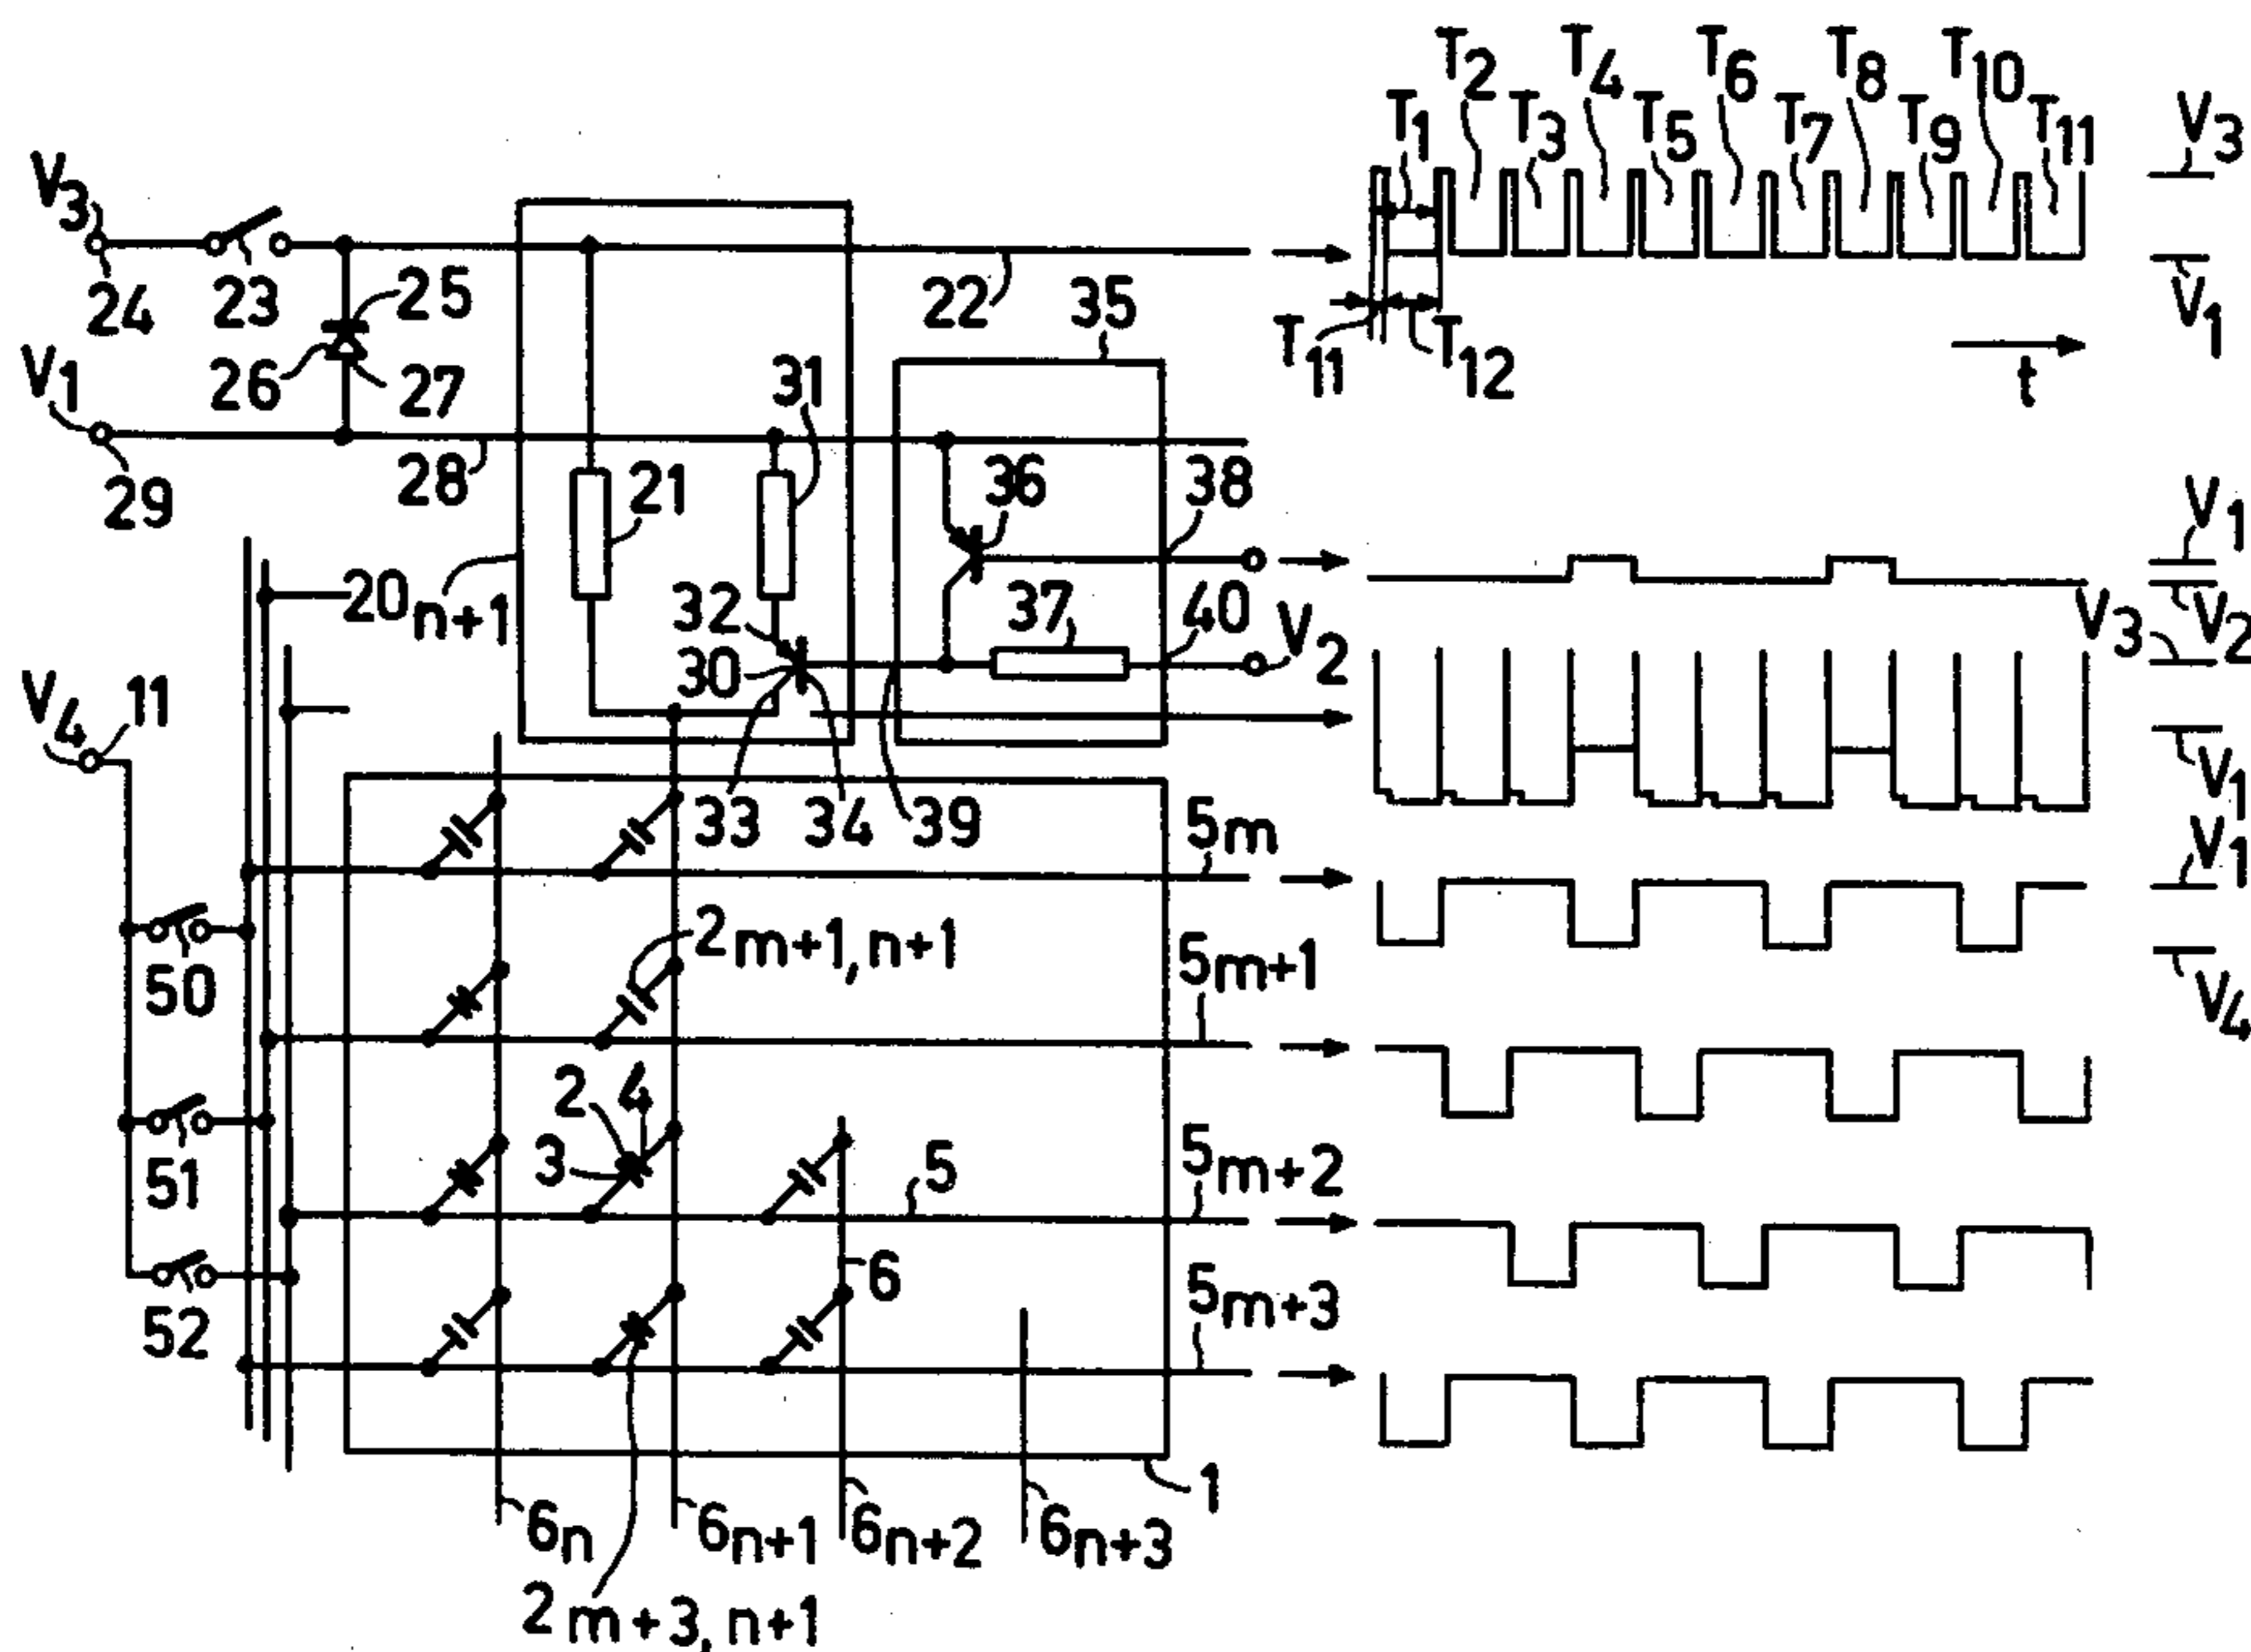 T2 T4 T6 T8 T10
T1 T3 T5 T7 T9 T11 V3
V3
24 23 25 22 35 V1
T11 T12
t
V1 26 27 31
29 28 21 36 38 V1
20n+1 32 37 40 V2 V3 V2
30
V4 11
33 34 39 5m V1
V1
50 2m+1,n+1 5m+1 V4
2 4
51 3 5 5m+2
6
52 5m+3
1
6n 6n+1 6n+2 6n+3
2m+3,n+1